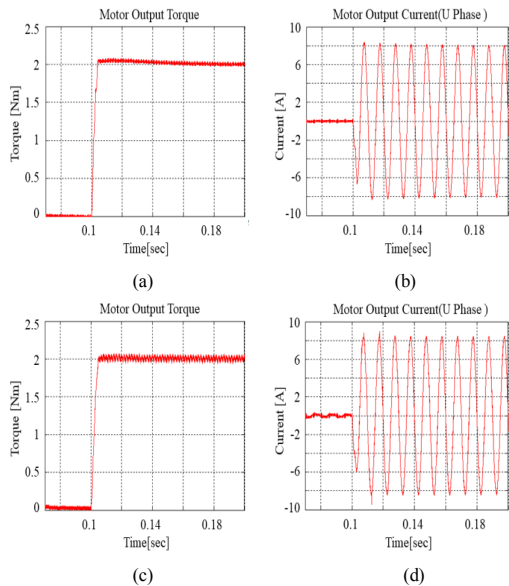 Motor Output Torque
2.5
2
1.5
1
0.5
0
Torque [Nm]
0.1 0.14 0.18
Time[sec]
(a)
Motor Output Current(U Phase )
10
6
2
-2
-6
-10
Current [A]
0.1 0.14 0.18
Time[sec]
(b)
Motor Output Torque
2.5
2
1.5
1
0.5
0
Torque [Nm]
0.1 0.14 0.18
Time[sec]
(c)
Motor Output Current(U Phase )
10
6
2
-2
-6
-10
Current [A]
0.1 0.14 0.18
Time[sec]
(d)